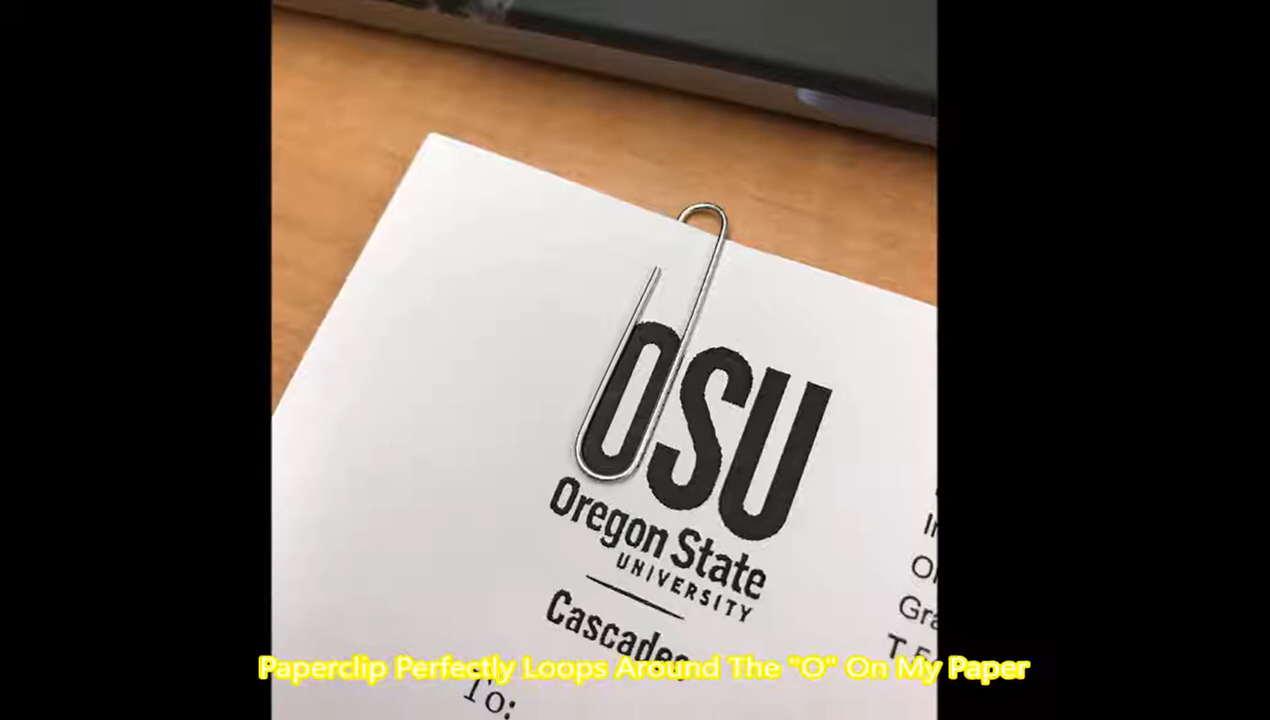 OSU
Oregon State
UNIVERSITY
Cascades
To:
Paperclip Perfectly Loops Around The "O" On My Paper